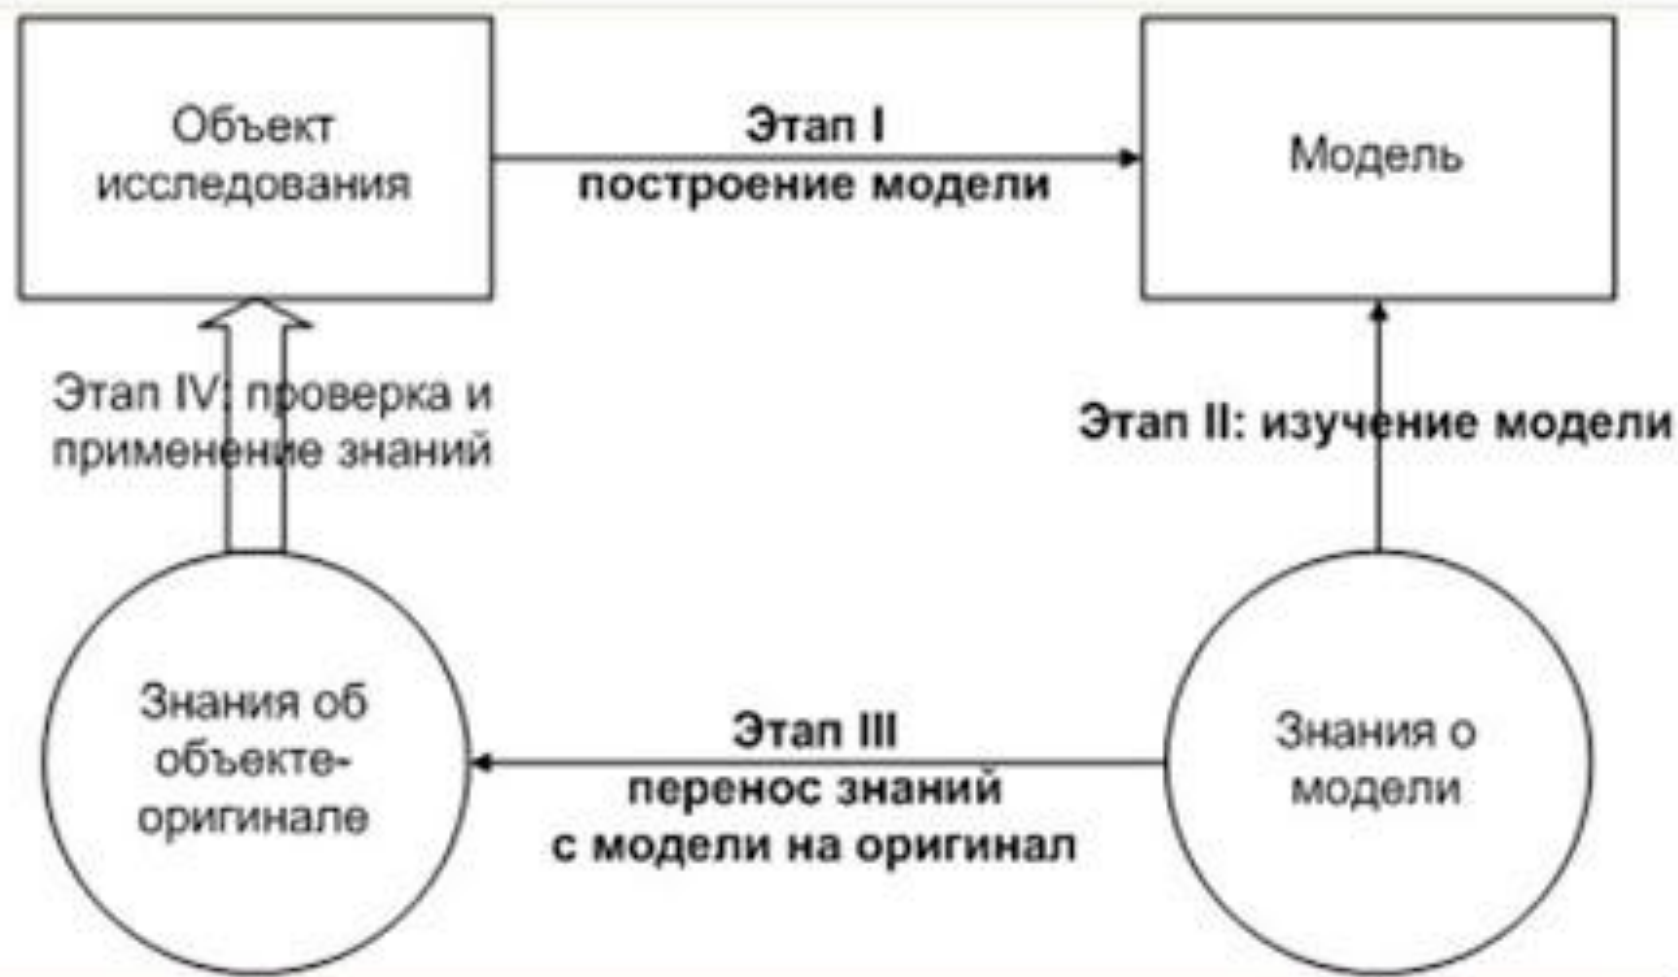 Объект
исследования
Этап I
построение модели
Модель
Этап IV: проверка и
применение знаний
Этап II: изучение модели
Знания об
объекте-
оригинале
Этап III
перенос знаний
с модели на оригинал
Знания о
модели